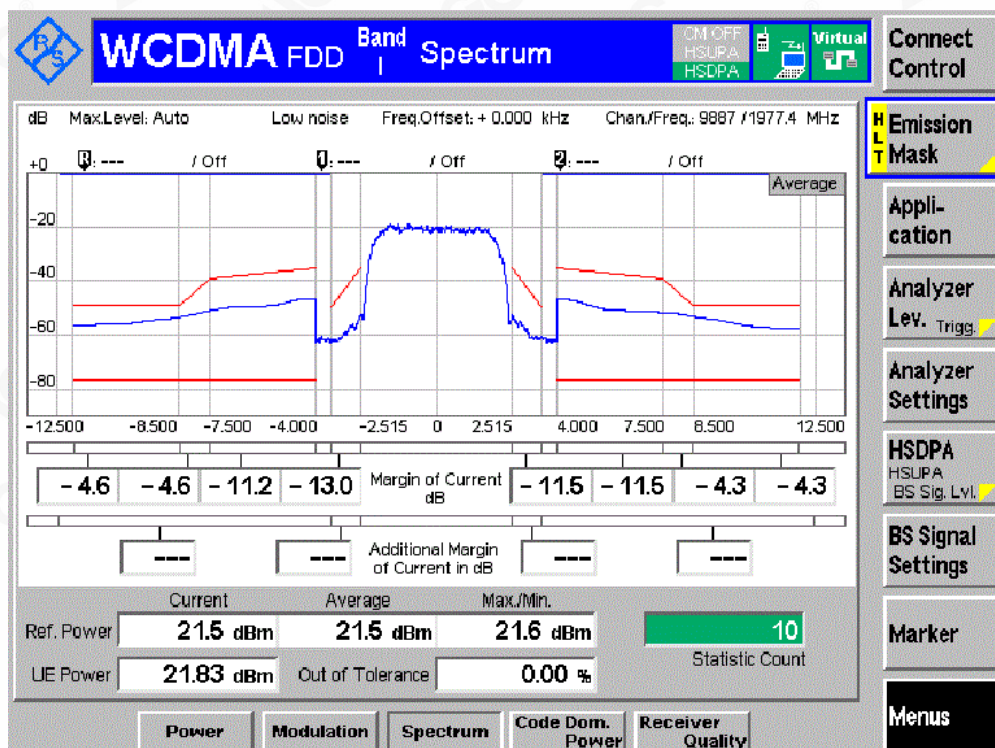 R&S
WCDMA FDD Band I Spectrum
CM OFF
HSUPA
HSDPA
Virtual
Connect Control
dB Max.Level: Auto Low noise Freq.Offset: + 0.000 kHz Chan./Freq.: 9887 / 1977.4 MHz
HLT
Emission Mask
+0 R: --- / Off 1: --- / Off 2: --- / Off
Average
-20
-40
-60
-80
-12.500 -8.500 -7.500 -4.000 -2.515 0 2.515 4.000 7.500 8.500 12.500
Appli-
cation
Analyzer
Lev. Trigg.
Analyzer
Settings
- 4.6 - 4.6 - 11.2 - 13.0 Margin of Current dB - 11.5 - 11.5 - 4.3 - 4.3
HSDPA
HSUPA
BS Sig. Lvl.
--- --- Additional Margin of Current in dB --- ---
BS Signal
Settings
Current Average Max./Min.
Ref. Power 21.5 dBm 21.5 dBm 21.6 dBm 10
Statistic Count
UE Power 21.83 dBm Out of Tolerance 0.00 %
Marker
Power Modulation Spectrum Code Dom. Power Receiver Quality
Menus